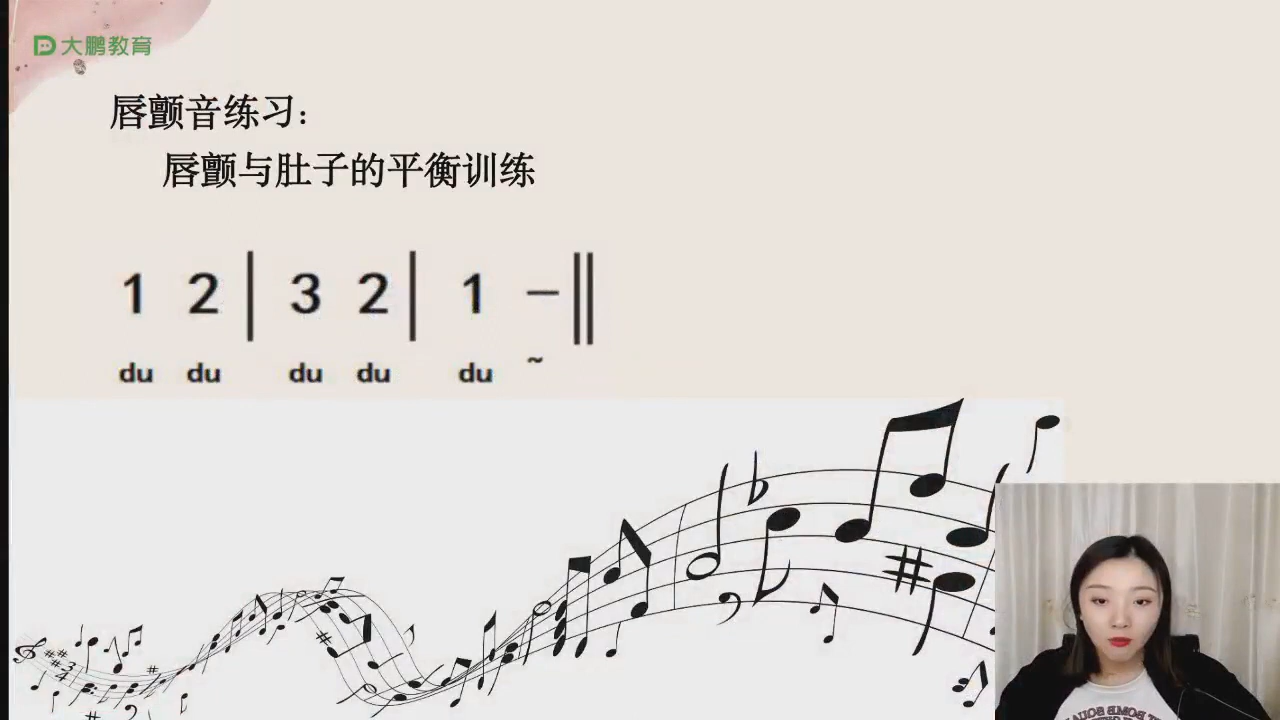 大鹏教育
唇颤音练习：
唇颤与肚子的平衡训练
1 2 | 3 2 | 1 – ‖
du du du du du ~